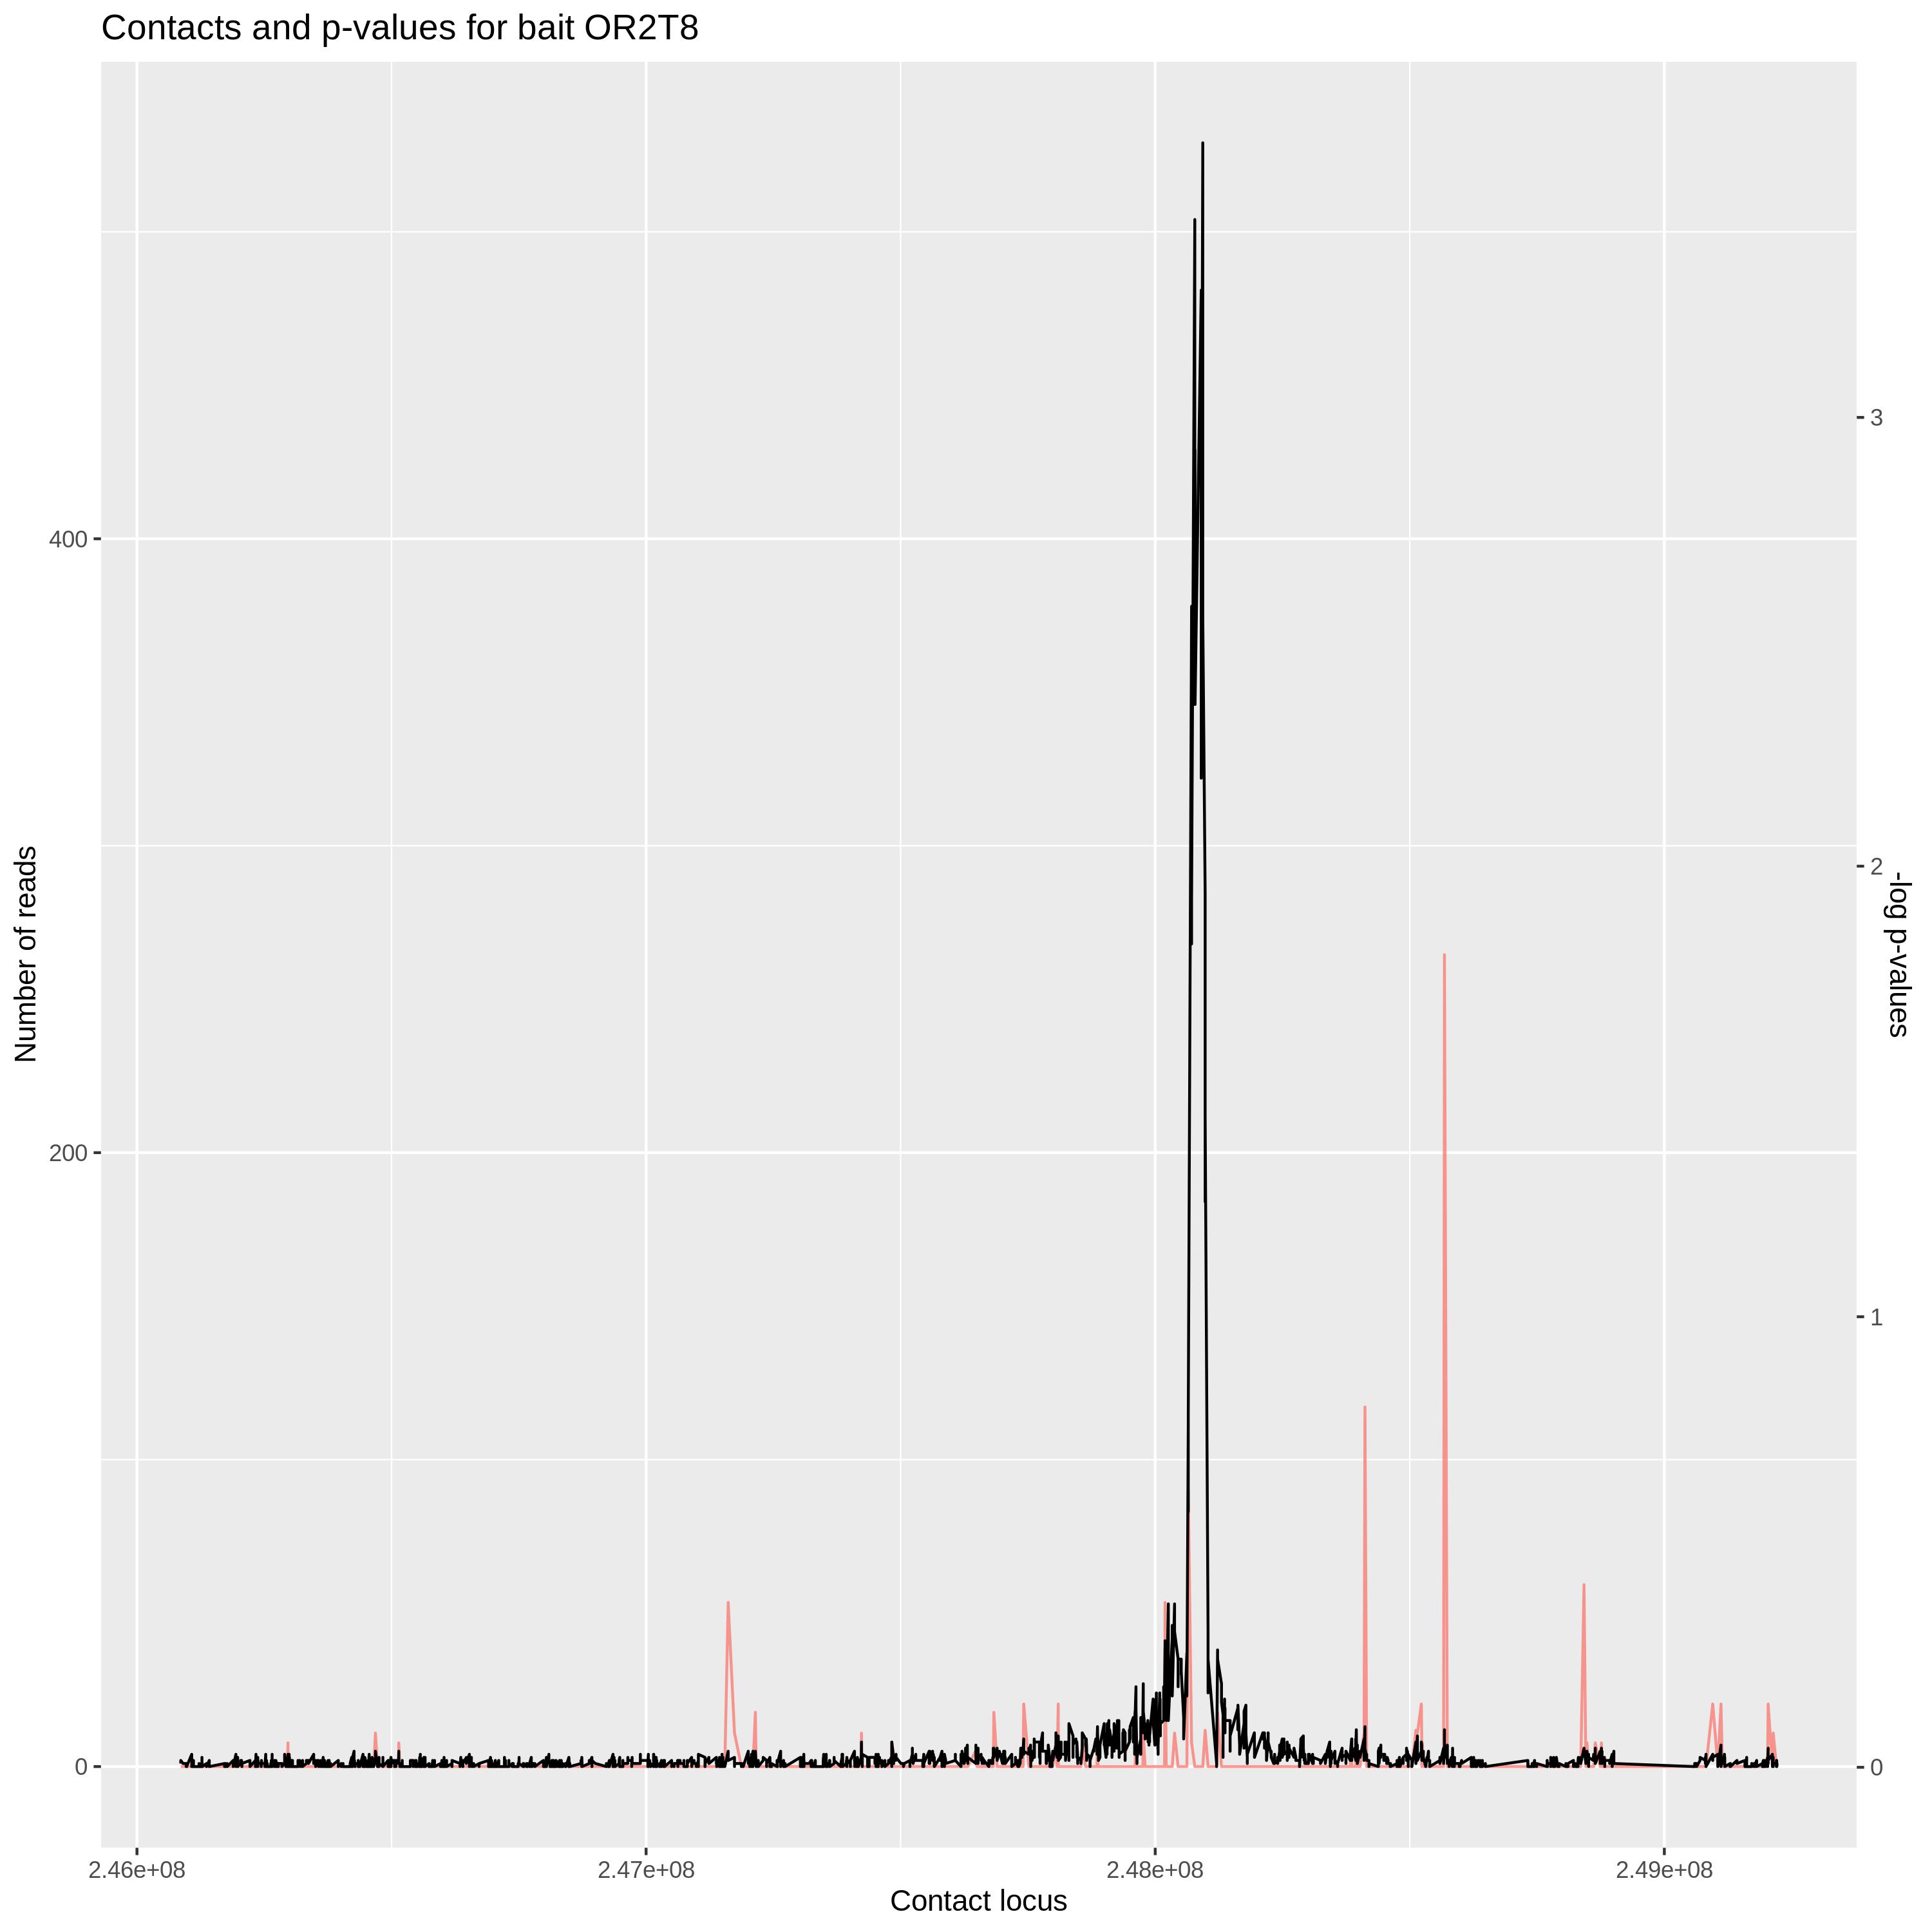 Contacts and p-values for bait OR2T8
Number of reads
400
200
0
3
2
1
0
-log p-values
2.46e+08
2.47e+08
2.48e+08
2.49e+08
Contact locus